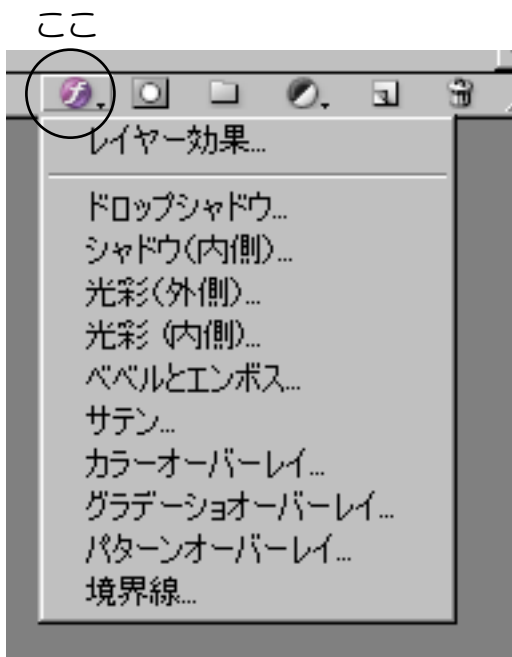 ここ
レイヤー効果...
ドロップシャドウ...
シャドウ(内側)...
光彩(外側)...
光彩 (内側)...
ベベルとエンボス...
サテン...
カラーオーバーレイ...
グラデーショオーバーレイ...
パターンオーバーレイ...
境界線...